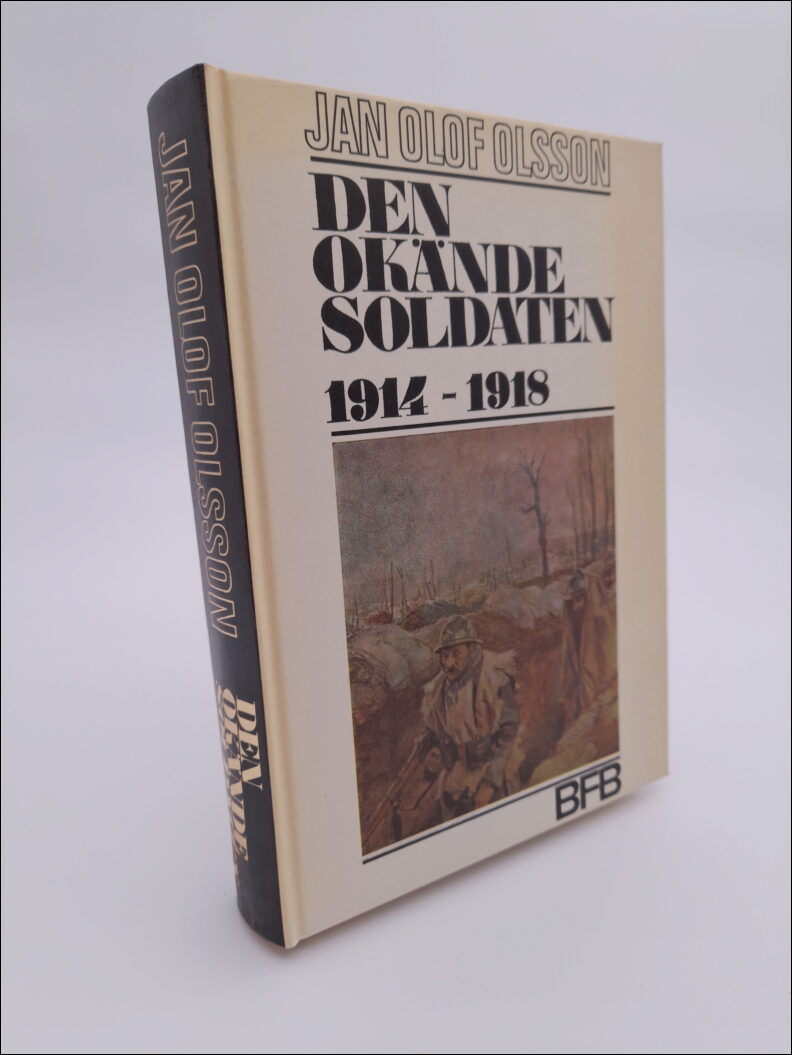 JAN OLOF OLSSON
DEN
OKÄNDE
SOLDATEN
1914 - 1918
BFB
JAN OLOF OLSSON
DEN
OKÄNDE